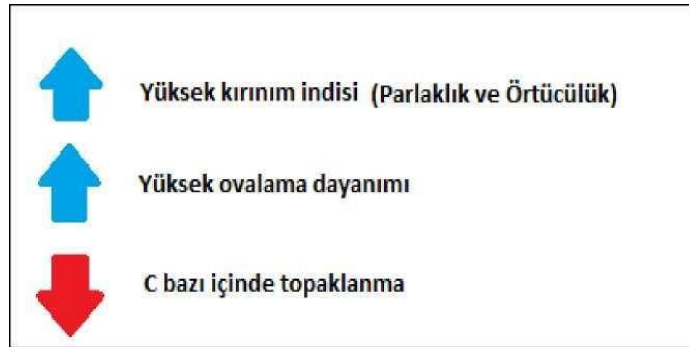 Yüksek kırınım indisi (Parlaklık ve Örtücülük)
Yüksek ovalama dayanımı
C bazı içinde topaklanma